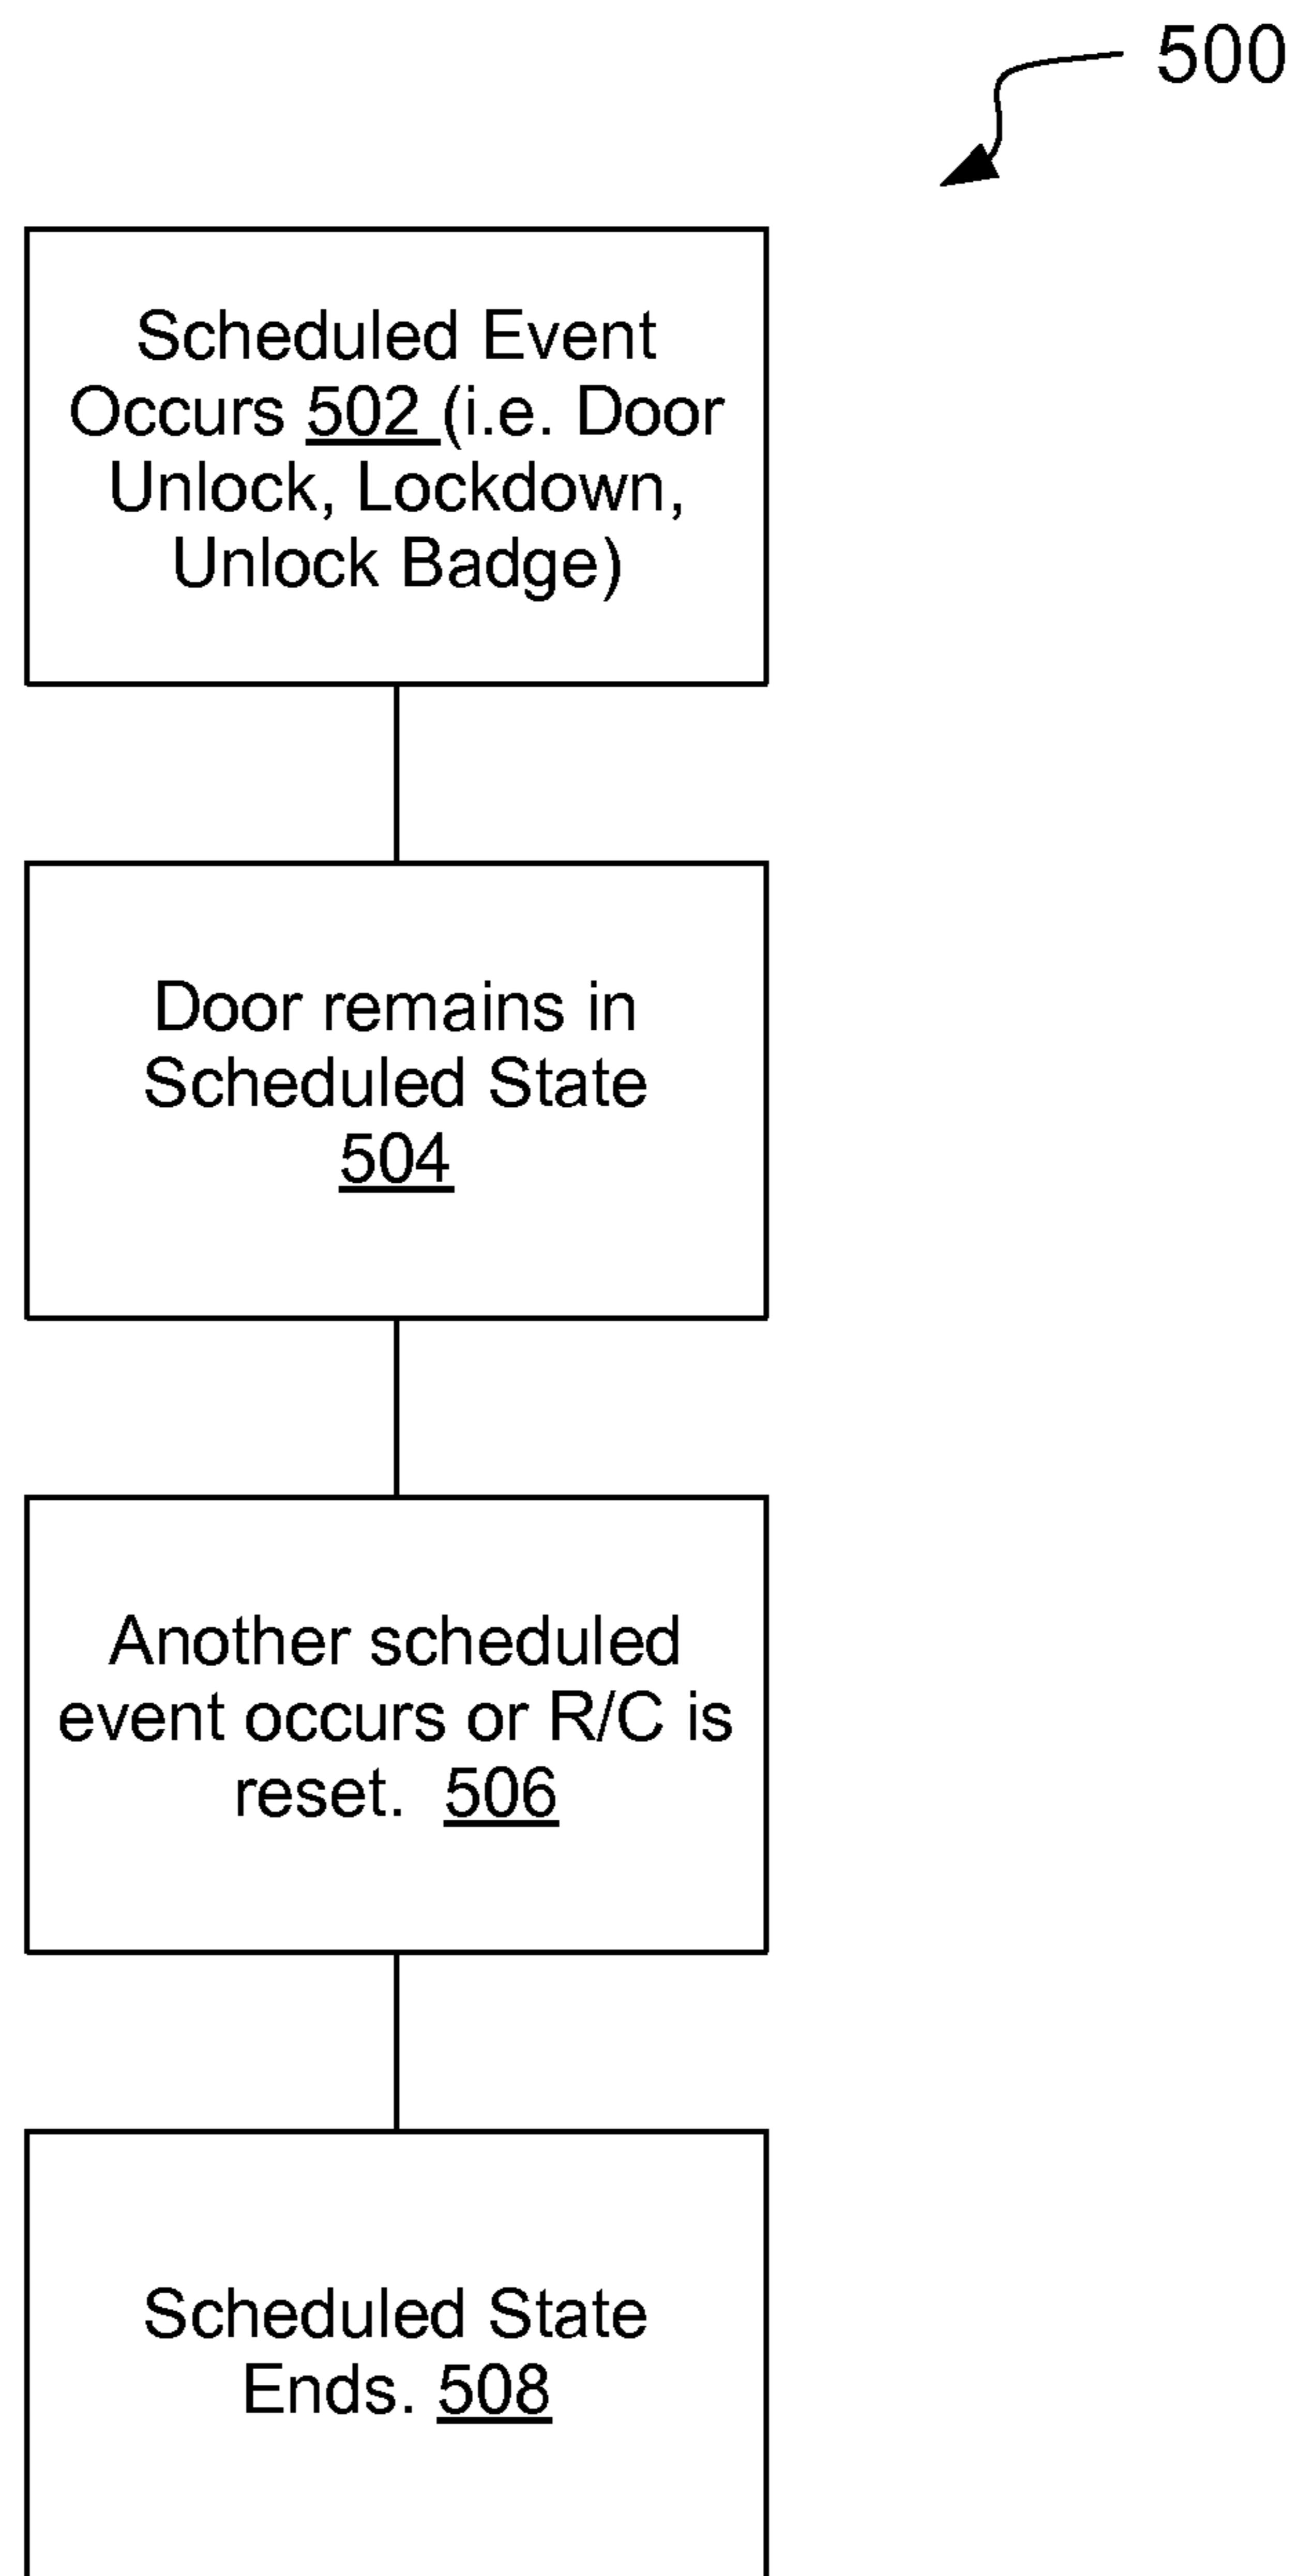 500
Scheduled Event
Occurs 502 (i.e. Door
Unlock, Lockdown,
Unlock Badge)
Door remains in
Scheduled State
504
Another scheduled
event occurs or R/C is
reset. 506
Scheduled State
Ends. 508